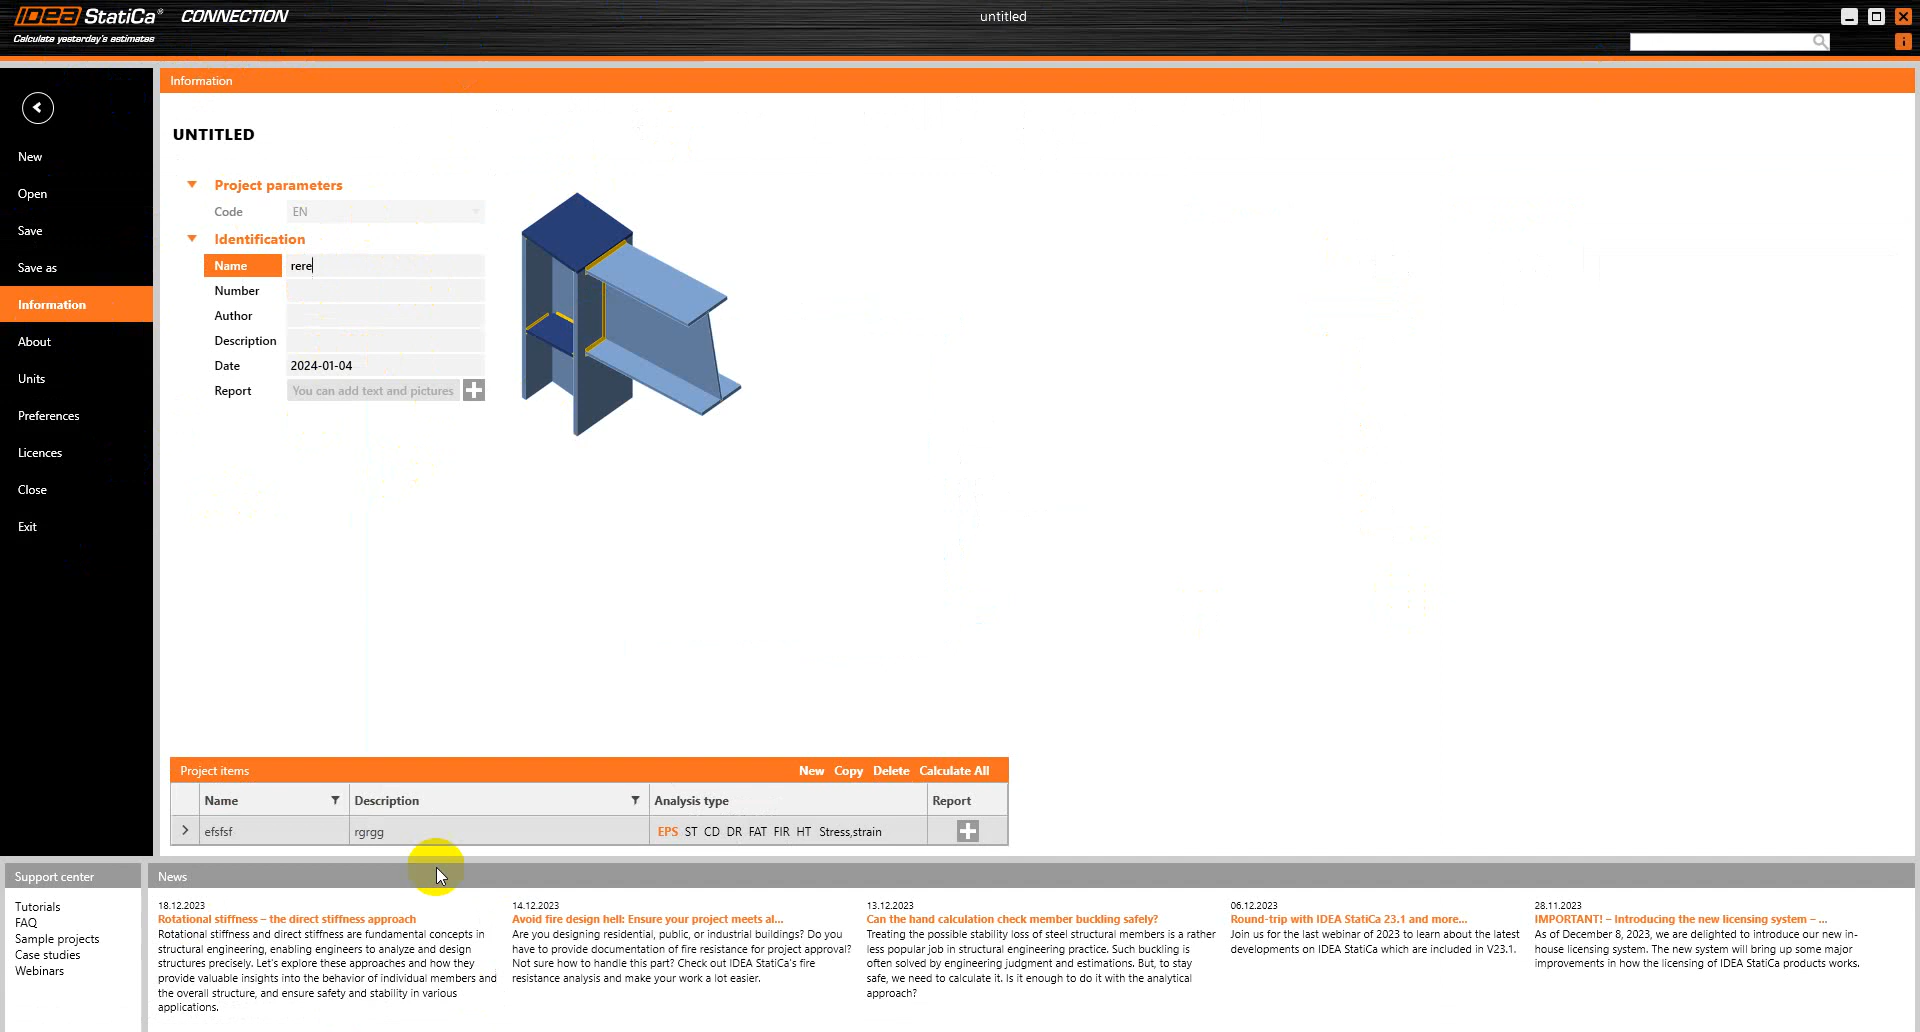 IDEA StatiCa® CONNECTION
Calculate yesterday's estimates
untitled
i
Information
New
Open
Save
Save as
Information
About
Units
Preferences
Licences
Close
Exit
UNTITLED
Project parameters
Code EN
Identification
Name rere
Number
Author
Description
Date 2024-01-04
Report You can add text and pictures
Project items New Copy Delete Calculate All
Name Description Analysis type Report
efsfsf rgrgg EPS ST CD DR FAT FIR HT Stress,strain
Support center
Tutorials
FAQ
Sample projects
Case studies
Webinars
News
18.12.2023
Rotational stiffness – the direct stiffness approach
Rotational stiffness and direct stiffness are fundamental concepts in
structural engineering, enabling engineers to analyze and design
structures precisely. Let's explore these approaches and how they
provide valuable insights into the behavior of individual members and
the overall structure, and ensure safety and stability in various
applications.
14.12.2023
Avoid fire design hell: Ensure your project meets al...
Are you designing residential, public, or industrial buildings? Do you
have to provide documentation of fire resistance for project approval?
Not sure how to handle this part? Check out IDEA StatiCa's fire
resistance analysis and make your work a lot easier.
13.12.2023
Can the hand calculation check member buckling safely?
Treating the possible stability loss of steel structural members is a rather
less popular job in structural engineering practice. Such buckling is
often solved by engineering judgment and estimations. But, to stay
safe, we need to calculate it. Is it enough to do it with the analytical
approach?
06.12.2023
Round-trip with IDEA StatiCa 23.1 and more...
Join us for the last webinar of 2023 to learn about the latest
developments on IDEA StatiCa which are included in V23.1.
28.11.2023
IMPORTANT! – Introducing the new licensing system – ...
As of December 8, 2023, we are delighted to introduce our new in-
house licensing system. The new system will bring up some major
improvements in how the licensing of IDEA StatiCa products works.